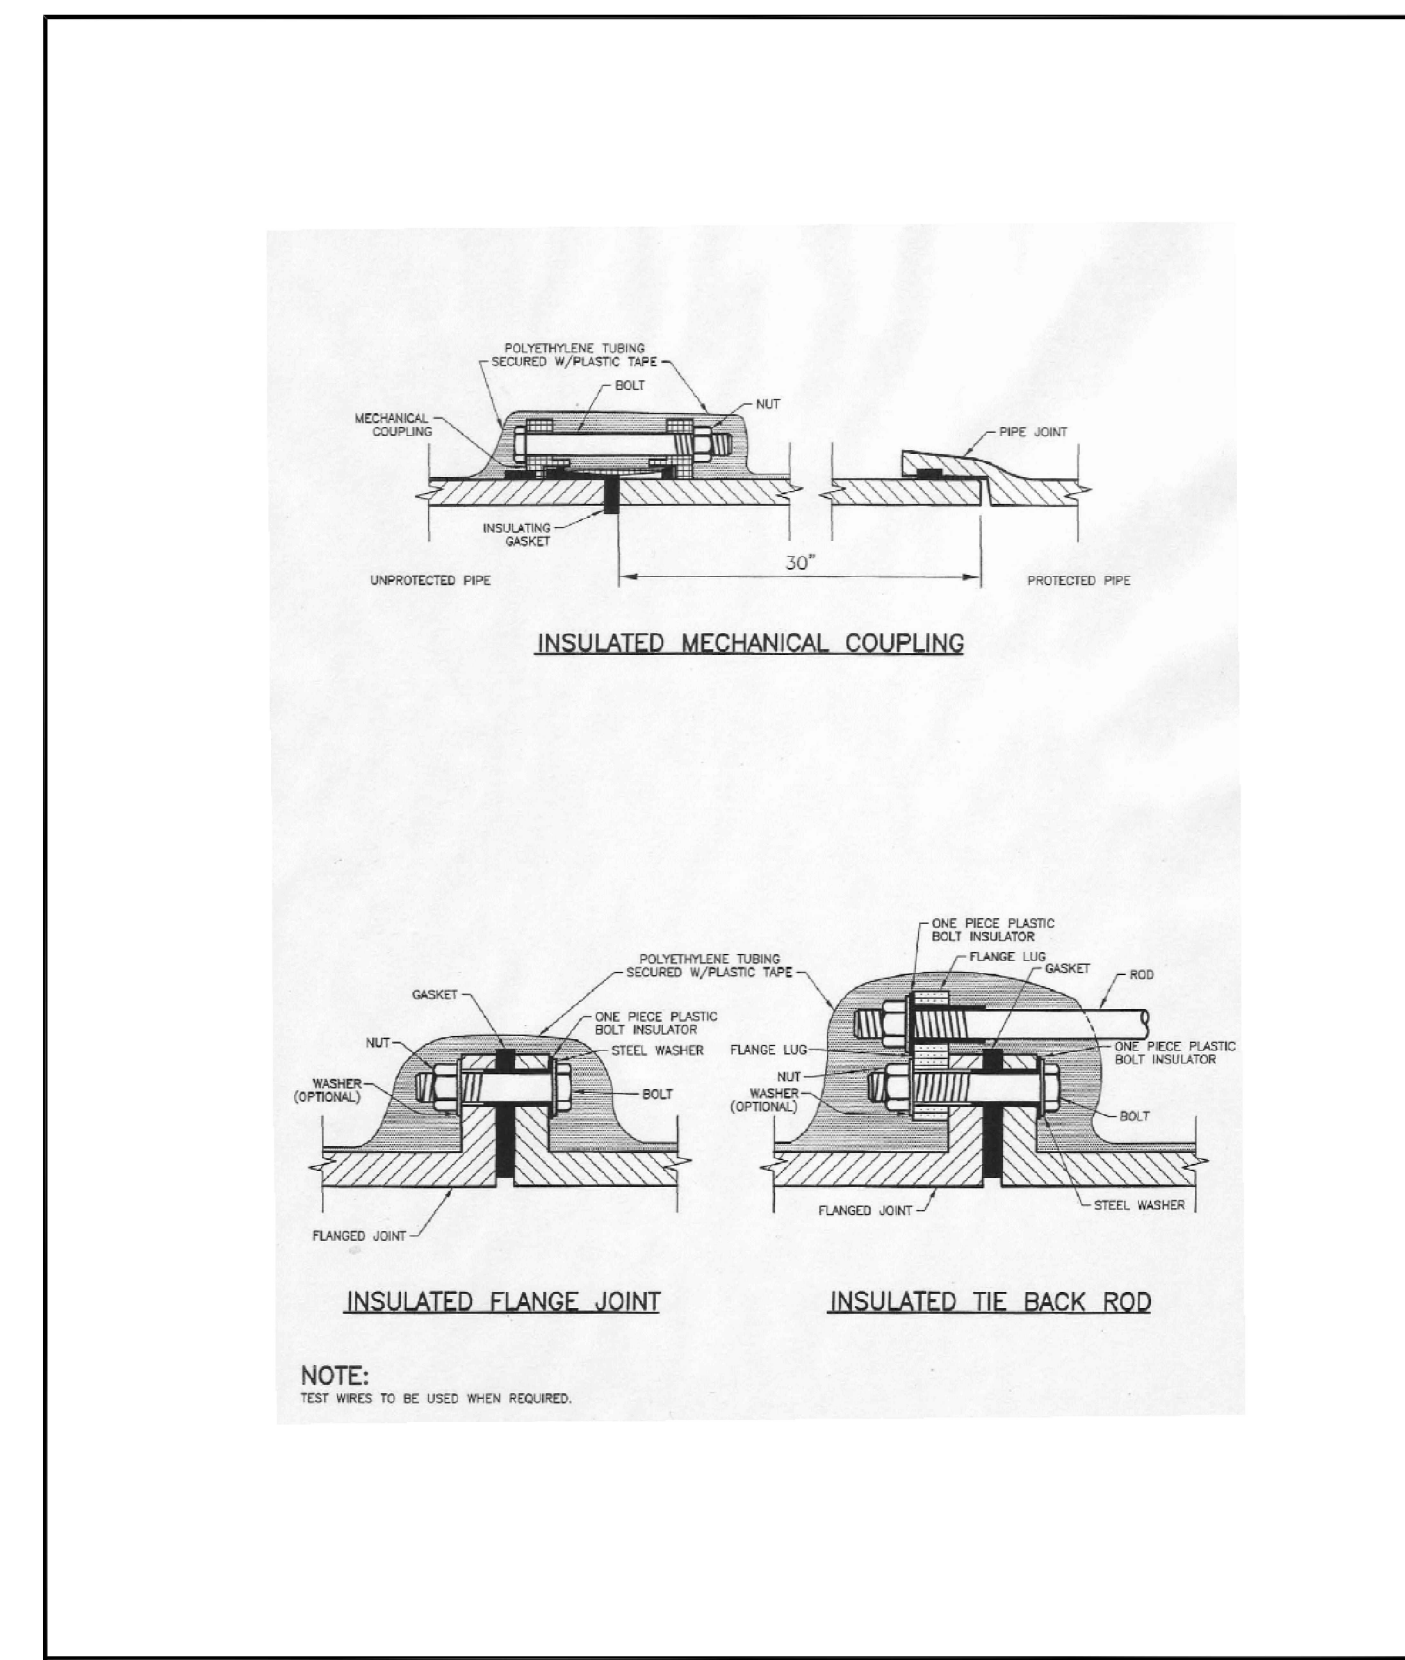 POLYETHYLENE TUBING
SECURED W/PLASTIC TAPE
BOLT
NUT
MECHANICAL
COUPLING
PIPE JOINT
INSULATING
GASKET
30"
UNPROTECTED PIPE
PROTECTED PIPE
INSULATED MECHANICAL COUPLING
ONE PIECE PLASTIC
BOLT INSULATOR
FLANGE LUG
GASKET
ROD
POLYETHYLENE TUBING
SECURED W/PLASTIC TAPE
GASKET
ONE PIECE PLASTIC
BOLT INSULATOR
STEEL WASHER
NUT
WASHER
(OPTIONAL)
BOLT
FLANGE LUG
NUT
WASHER
(OPTIONAL)
ONE PIECE PLASTIC
BOLT INSULATOR
BOLT
STEEL WASHER
FLANGED JOINT
FLANGED JOINT
INSULATED FLANGE JOINT
INSULATED TIE BACK ROD
NOTE:
TEST WIRES TO BE USED WHEN REQUIRED.